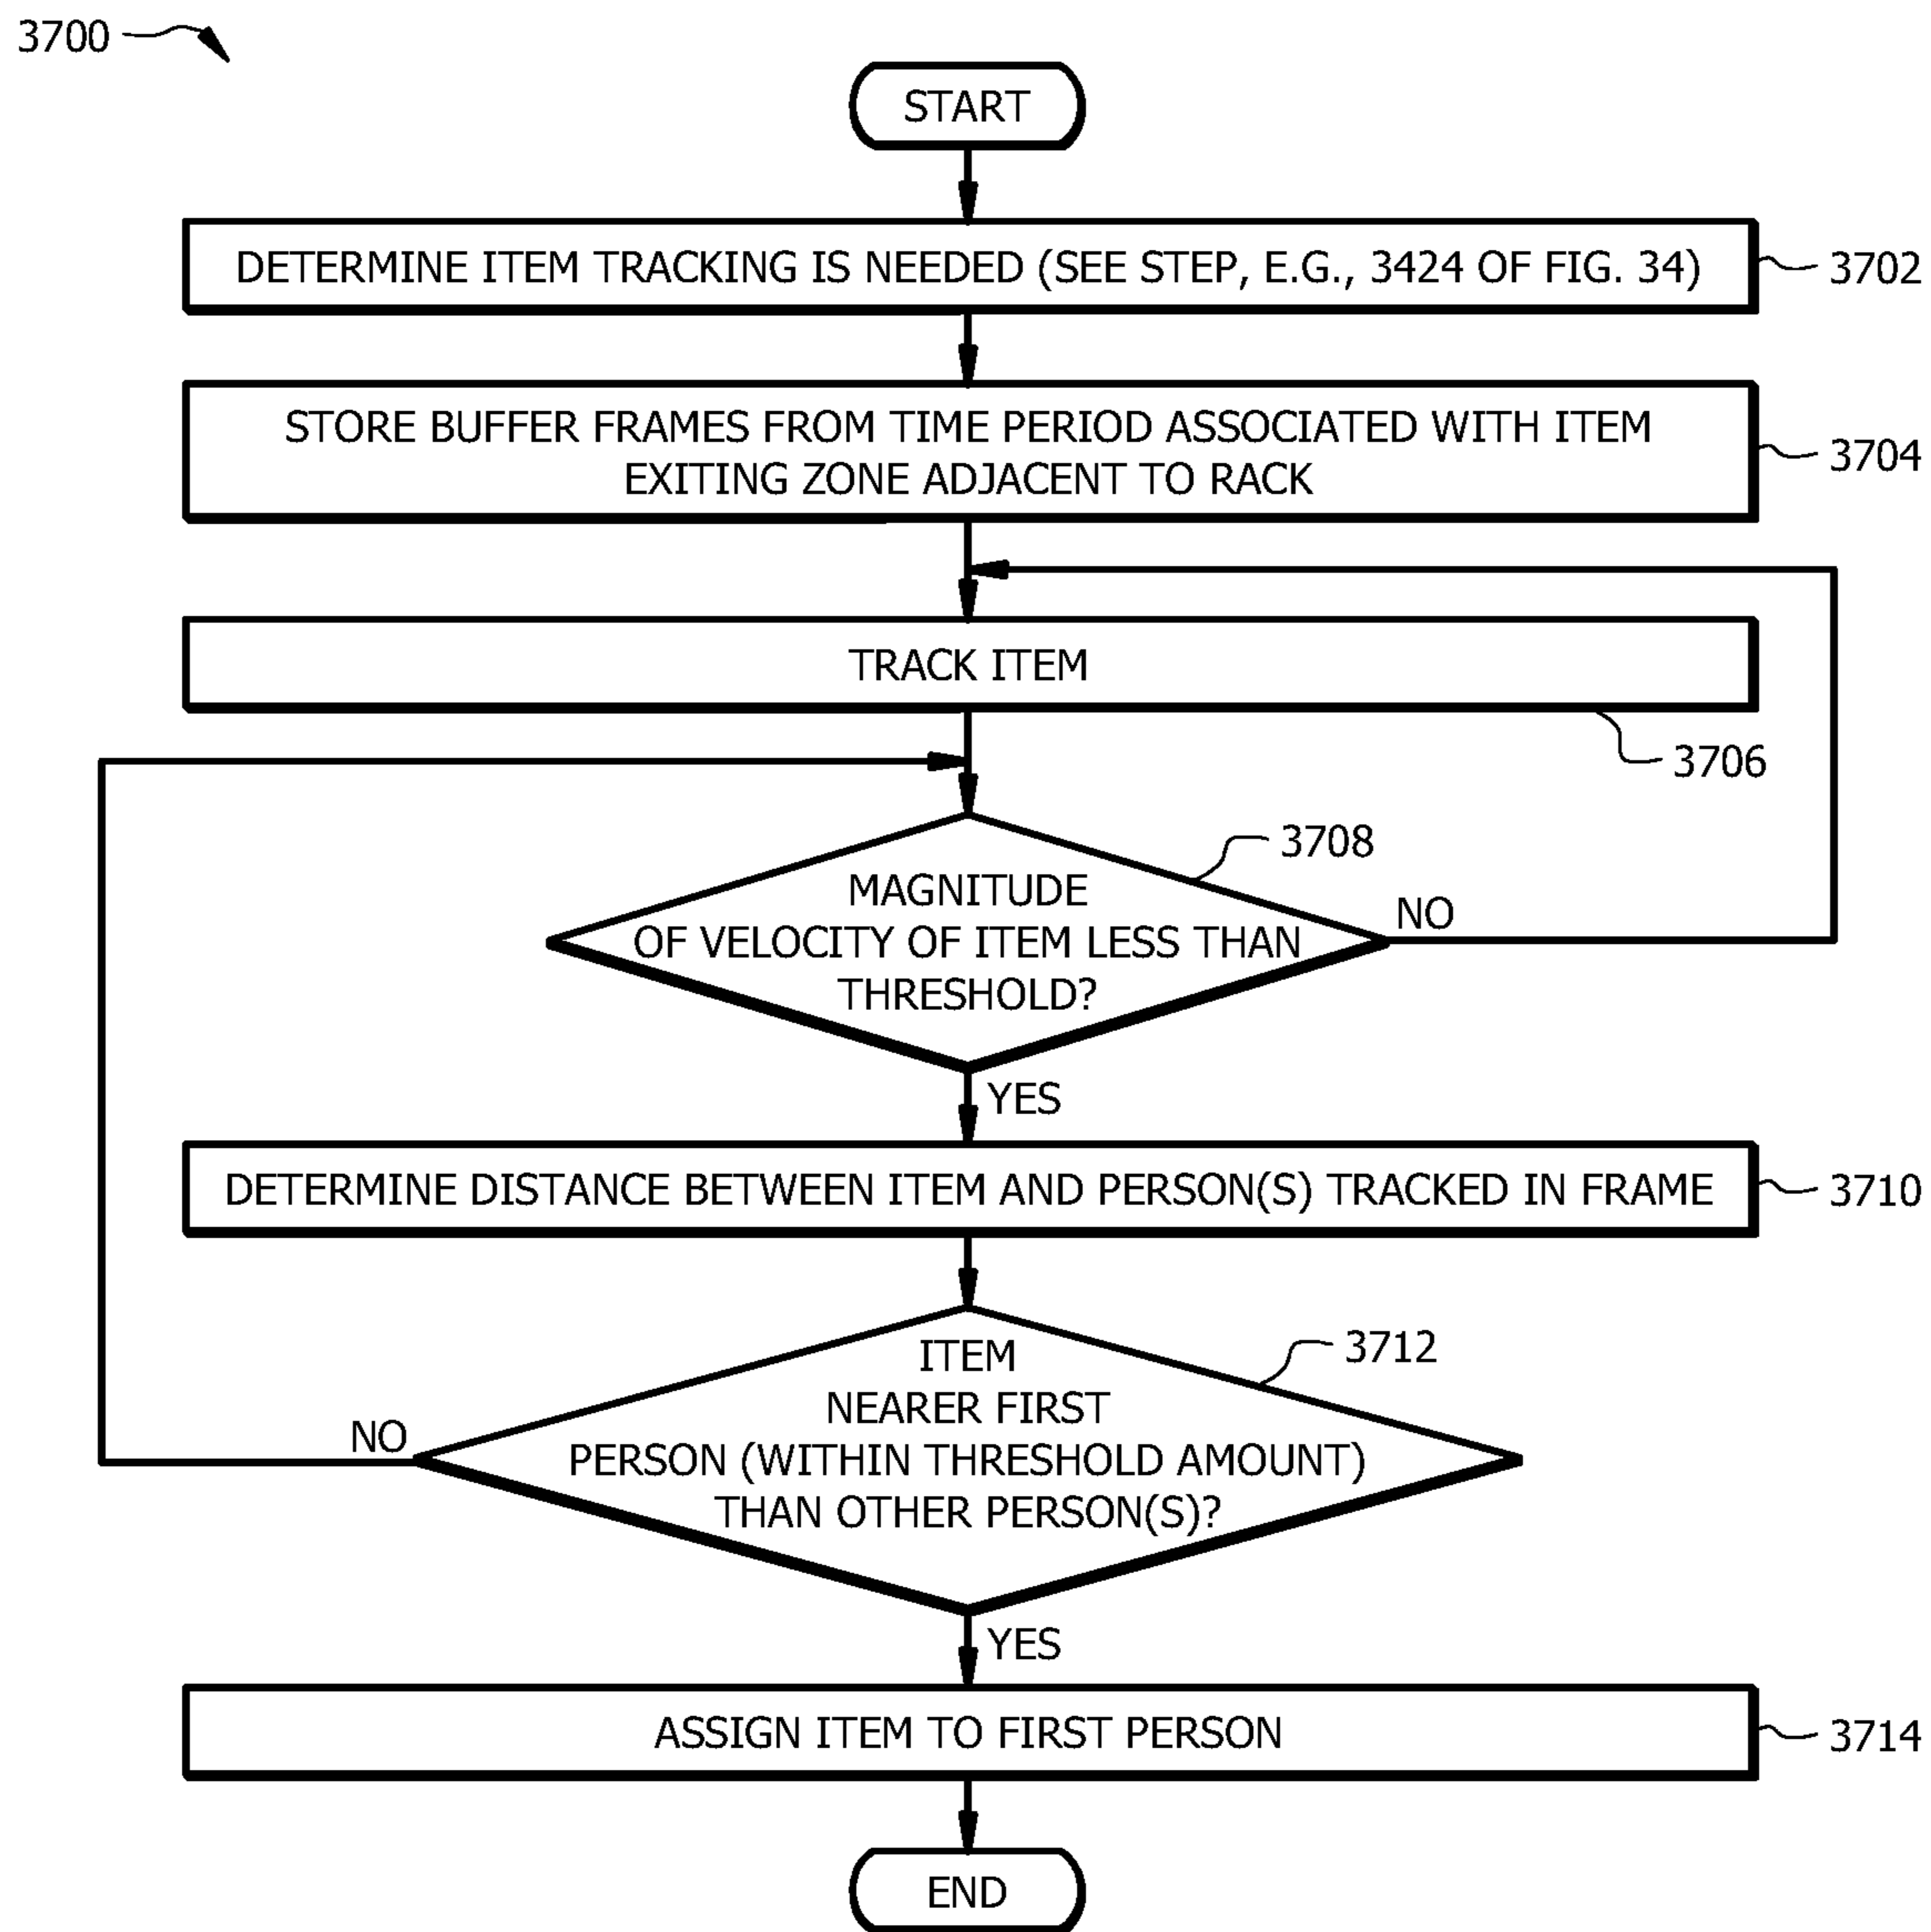 3700
START
DETERMINE ITEM TRACKING IS NEEDED (SEE STEP, E.G., 3424 OF FIG. 34)
3702
STORE BUFFER FRAMES FROM TIME PERIOD ASSOCIATED WITH ITEM
EXITING ZONE ADJACENT TO RACK
3704
TRACK ITEM
3706
3708
MAGNITUDE
OF VELOCITY OF ITEM LESS THAN
THRESHOLD?
NO
YES
DETERMINE DISTANCE BETWEEN ITEM AND PERSON(S) TRACKED IN FRAME
3710
3712
ITEM
NEARER FIRST
PERSON (WITHIN THRESHOLD AMOUNT)
THAN OTHER PERSON(S)?
NO
YES
ASSIGN ITEM TO FIRST PERSON
3714
END